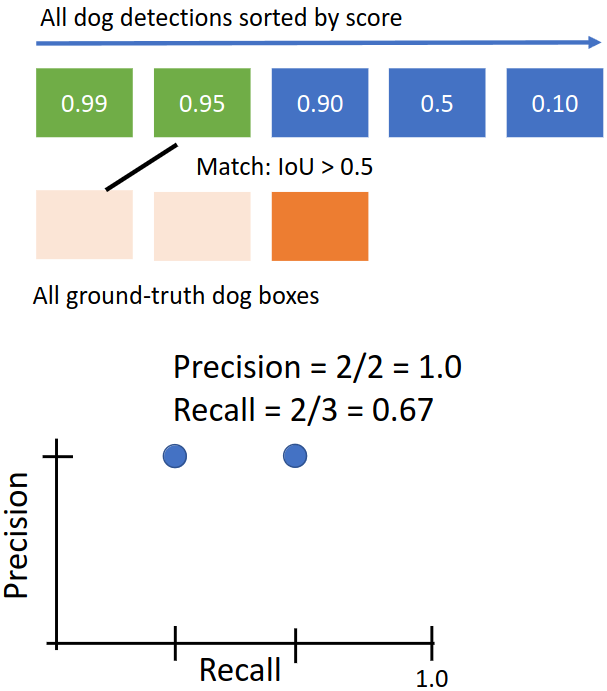 All dog detections sorted by score
0.99 0.95 0.90 0.5 0.10
Match: IoU > 0.5
All ground-truth dog boxes
Precision = 2/2 = 1.0
Recall = 2/3 = 0.67
Precision
Recall
1.0